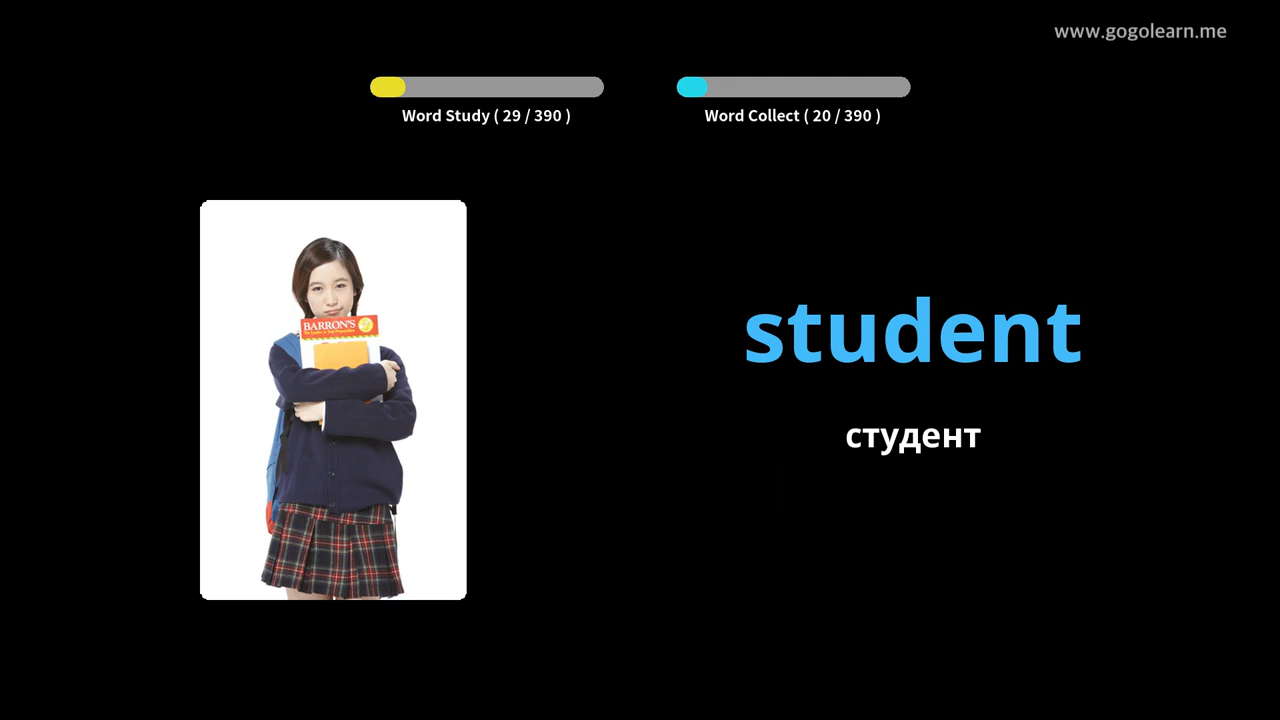 www.gogolearn.me
Word Study ( 29 / 390 )
Word Collect ( 20 / 390 )
BARRON'S
student
студент